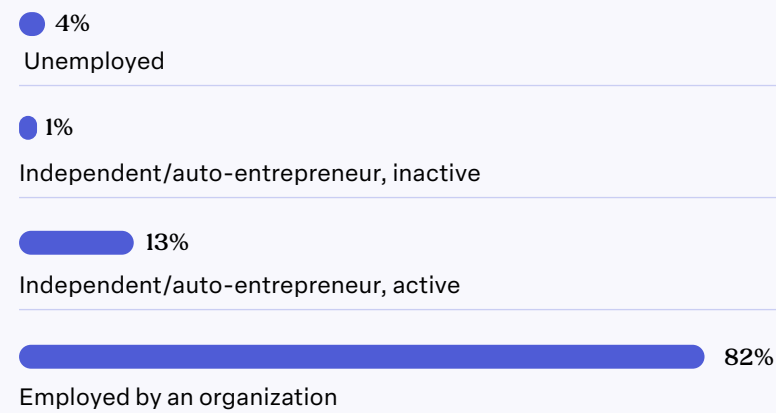 4%
Unemployed
1%
Independent/auto-entrepreneur, inactive
13%
Independent/auto-entrepreneur, active
82%
Employed by an organization